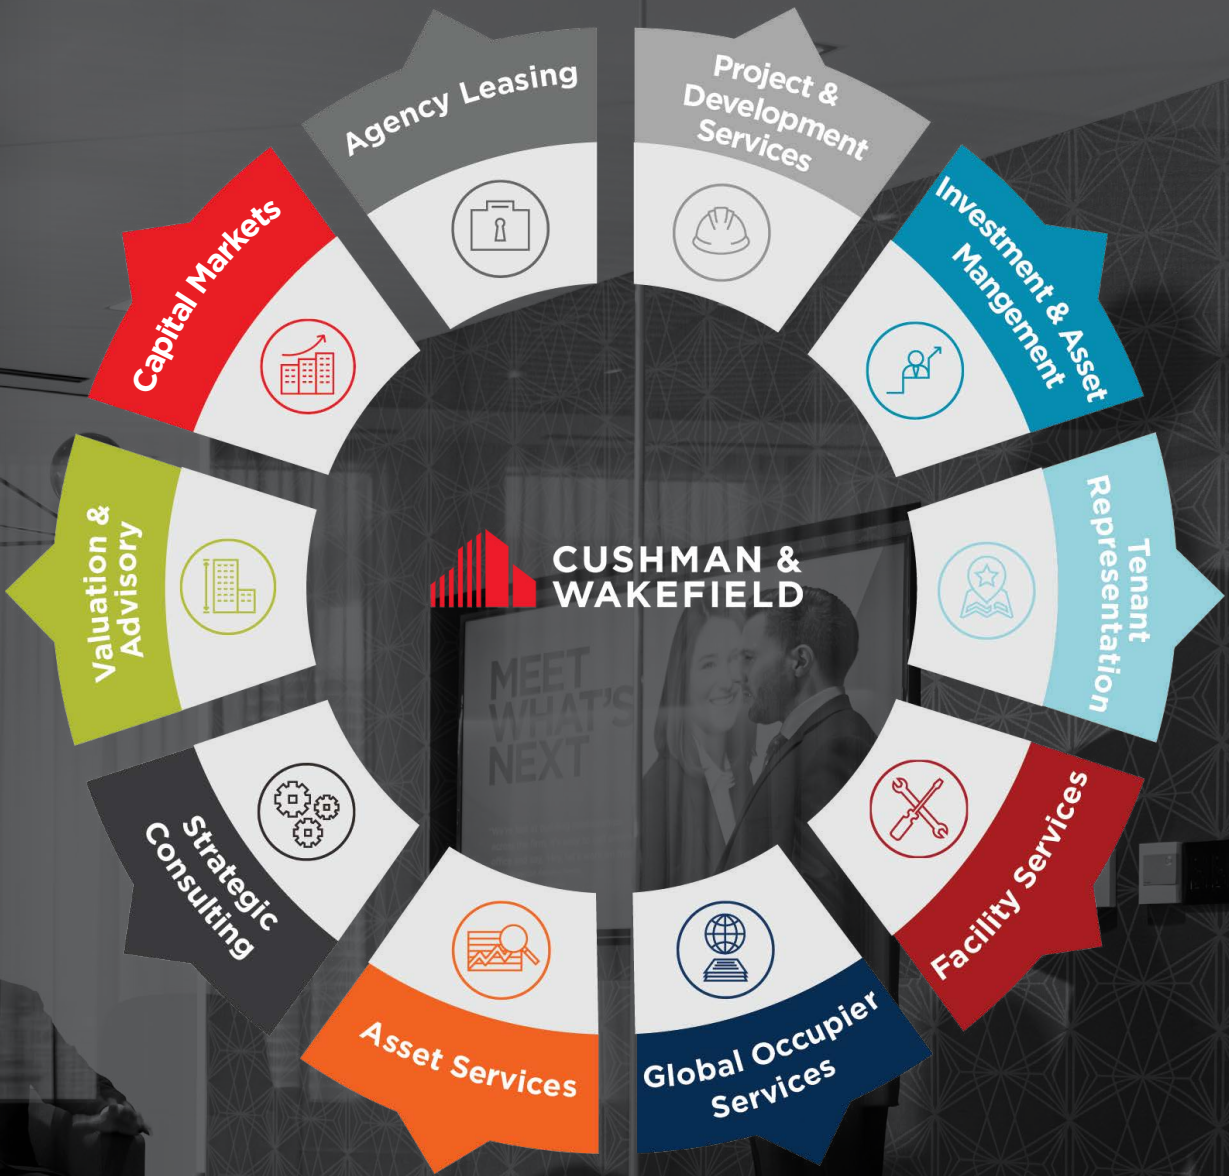 Agency Leasing
Project &
Development
Services
Investment & Asset
Mangement
Tenant
Representation
Facility Services
Global Occupier
Services
Asset Services
Strategic
Consulting
Valuation &
Advisory
Capital Markets
CUSHMAN &
WAKEFIELD
MEET
WHAT'S
NEXT